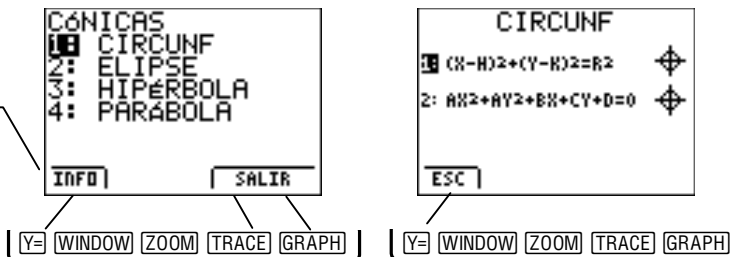 CóNICAS
1: CIRCUNF
2: ELIPSE
3: HIPéRBOLA
4: PARáBOLA
INFO SALIR
Y= WINDOW ZOOM TRACE GRAPH
CIRCUNF
1: (X-H)2+(Y-K)2=R2
2: AX2+AY2+BX+CY+D=0
ESC
Y= WINDOW ZOOM TRACE GRAPH